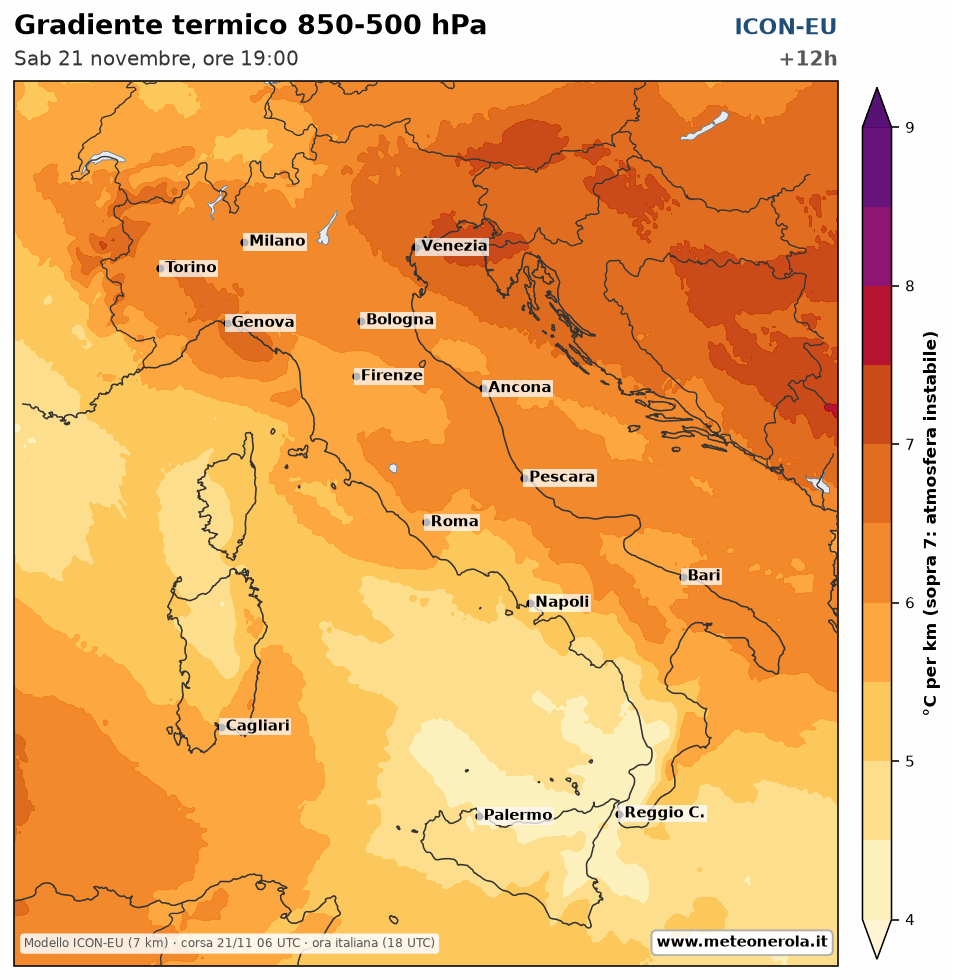 Gradiente termico 850-500 hPa
ICON-EU
Sab 21 novembre, ore 19:00
+12h
Milano
Venezia
Torino
Genova
Bologna
Firenze
Ancona
Pescara
Roma
Bari
Napoli
Cagliari
Palermo
Reggio C.
9
8
7
6
5
4
°C per km (sopra 7: atmosfera instabile)
Modello ICON-EU (7 km) · corsa 21/11 06 UTC · ora italiana (18 UTC)
www.meteonerola.it